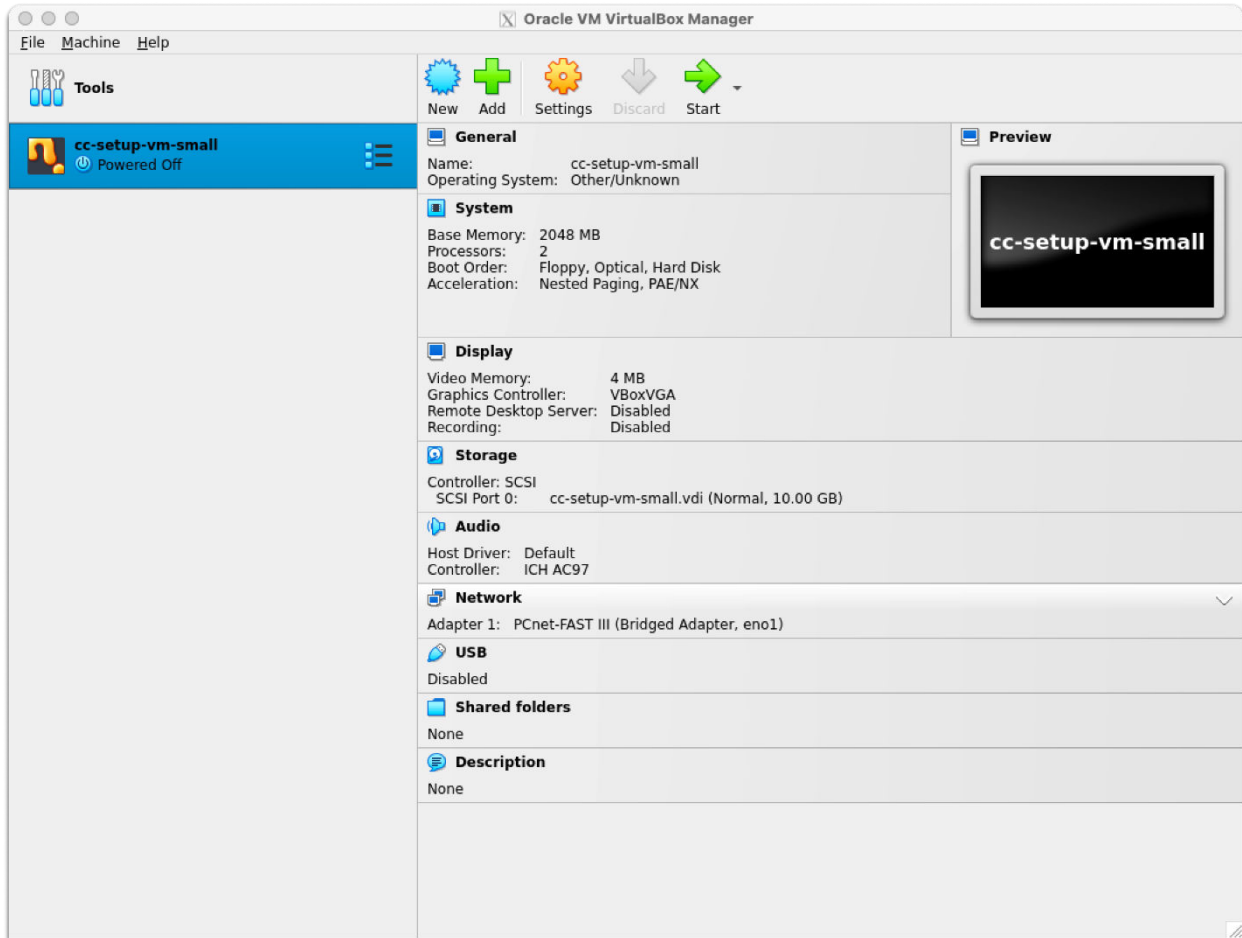 Oracle VM VirtualBox Manager
File Machine Help
Tools
New Add Settings Discard Start
cc-setup-vm-small
Powered Off
General
Name: cc-setup-vm-small
Operating System: Other/Unknown
System
Base Memory: 2048 MB
Processors: 2
Boot Order: Floppy, Optical, Hard Disk
Acceleration: Nested Paging, PAE/NX
Preview
cc-setup-vm-small
Display
Video Memory: 4 MB
Graphics Controller: VBoxVGA
Remote Desktop Server: Disabled
Recording: Disabled
Storage
Controller: SCSI
SCSI Port 0: cc-setup-vm-small.vdi (Normal, 10.00 GB)
Audio
Host Driver: Default
Controller: ICH AC97
Network
Adapter 1: PCnet-FAST III (Bridged Adapter, eno1)
USB
Disabled
Shared folders
None
Description
None